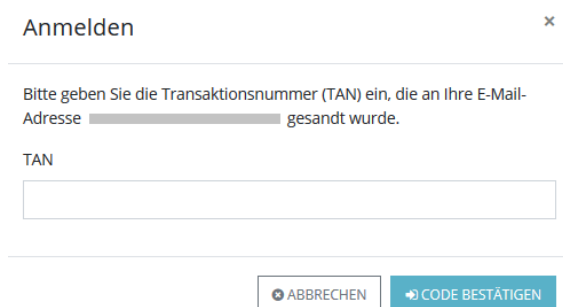 Anmelden ×
Bitte geben Sie die Transaktionsnummer (TAN) ein, die an Ihre E-Mail-
Adresse gesandt wurde.
TAN
ABBRECHEN CODE BESTÄTIGEN